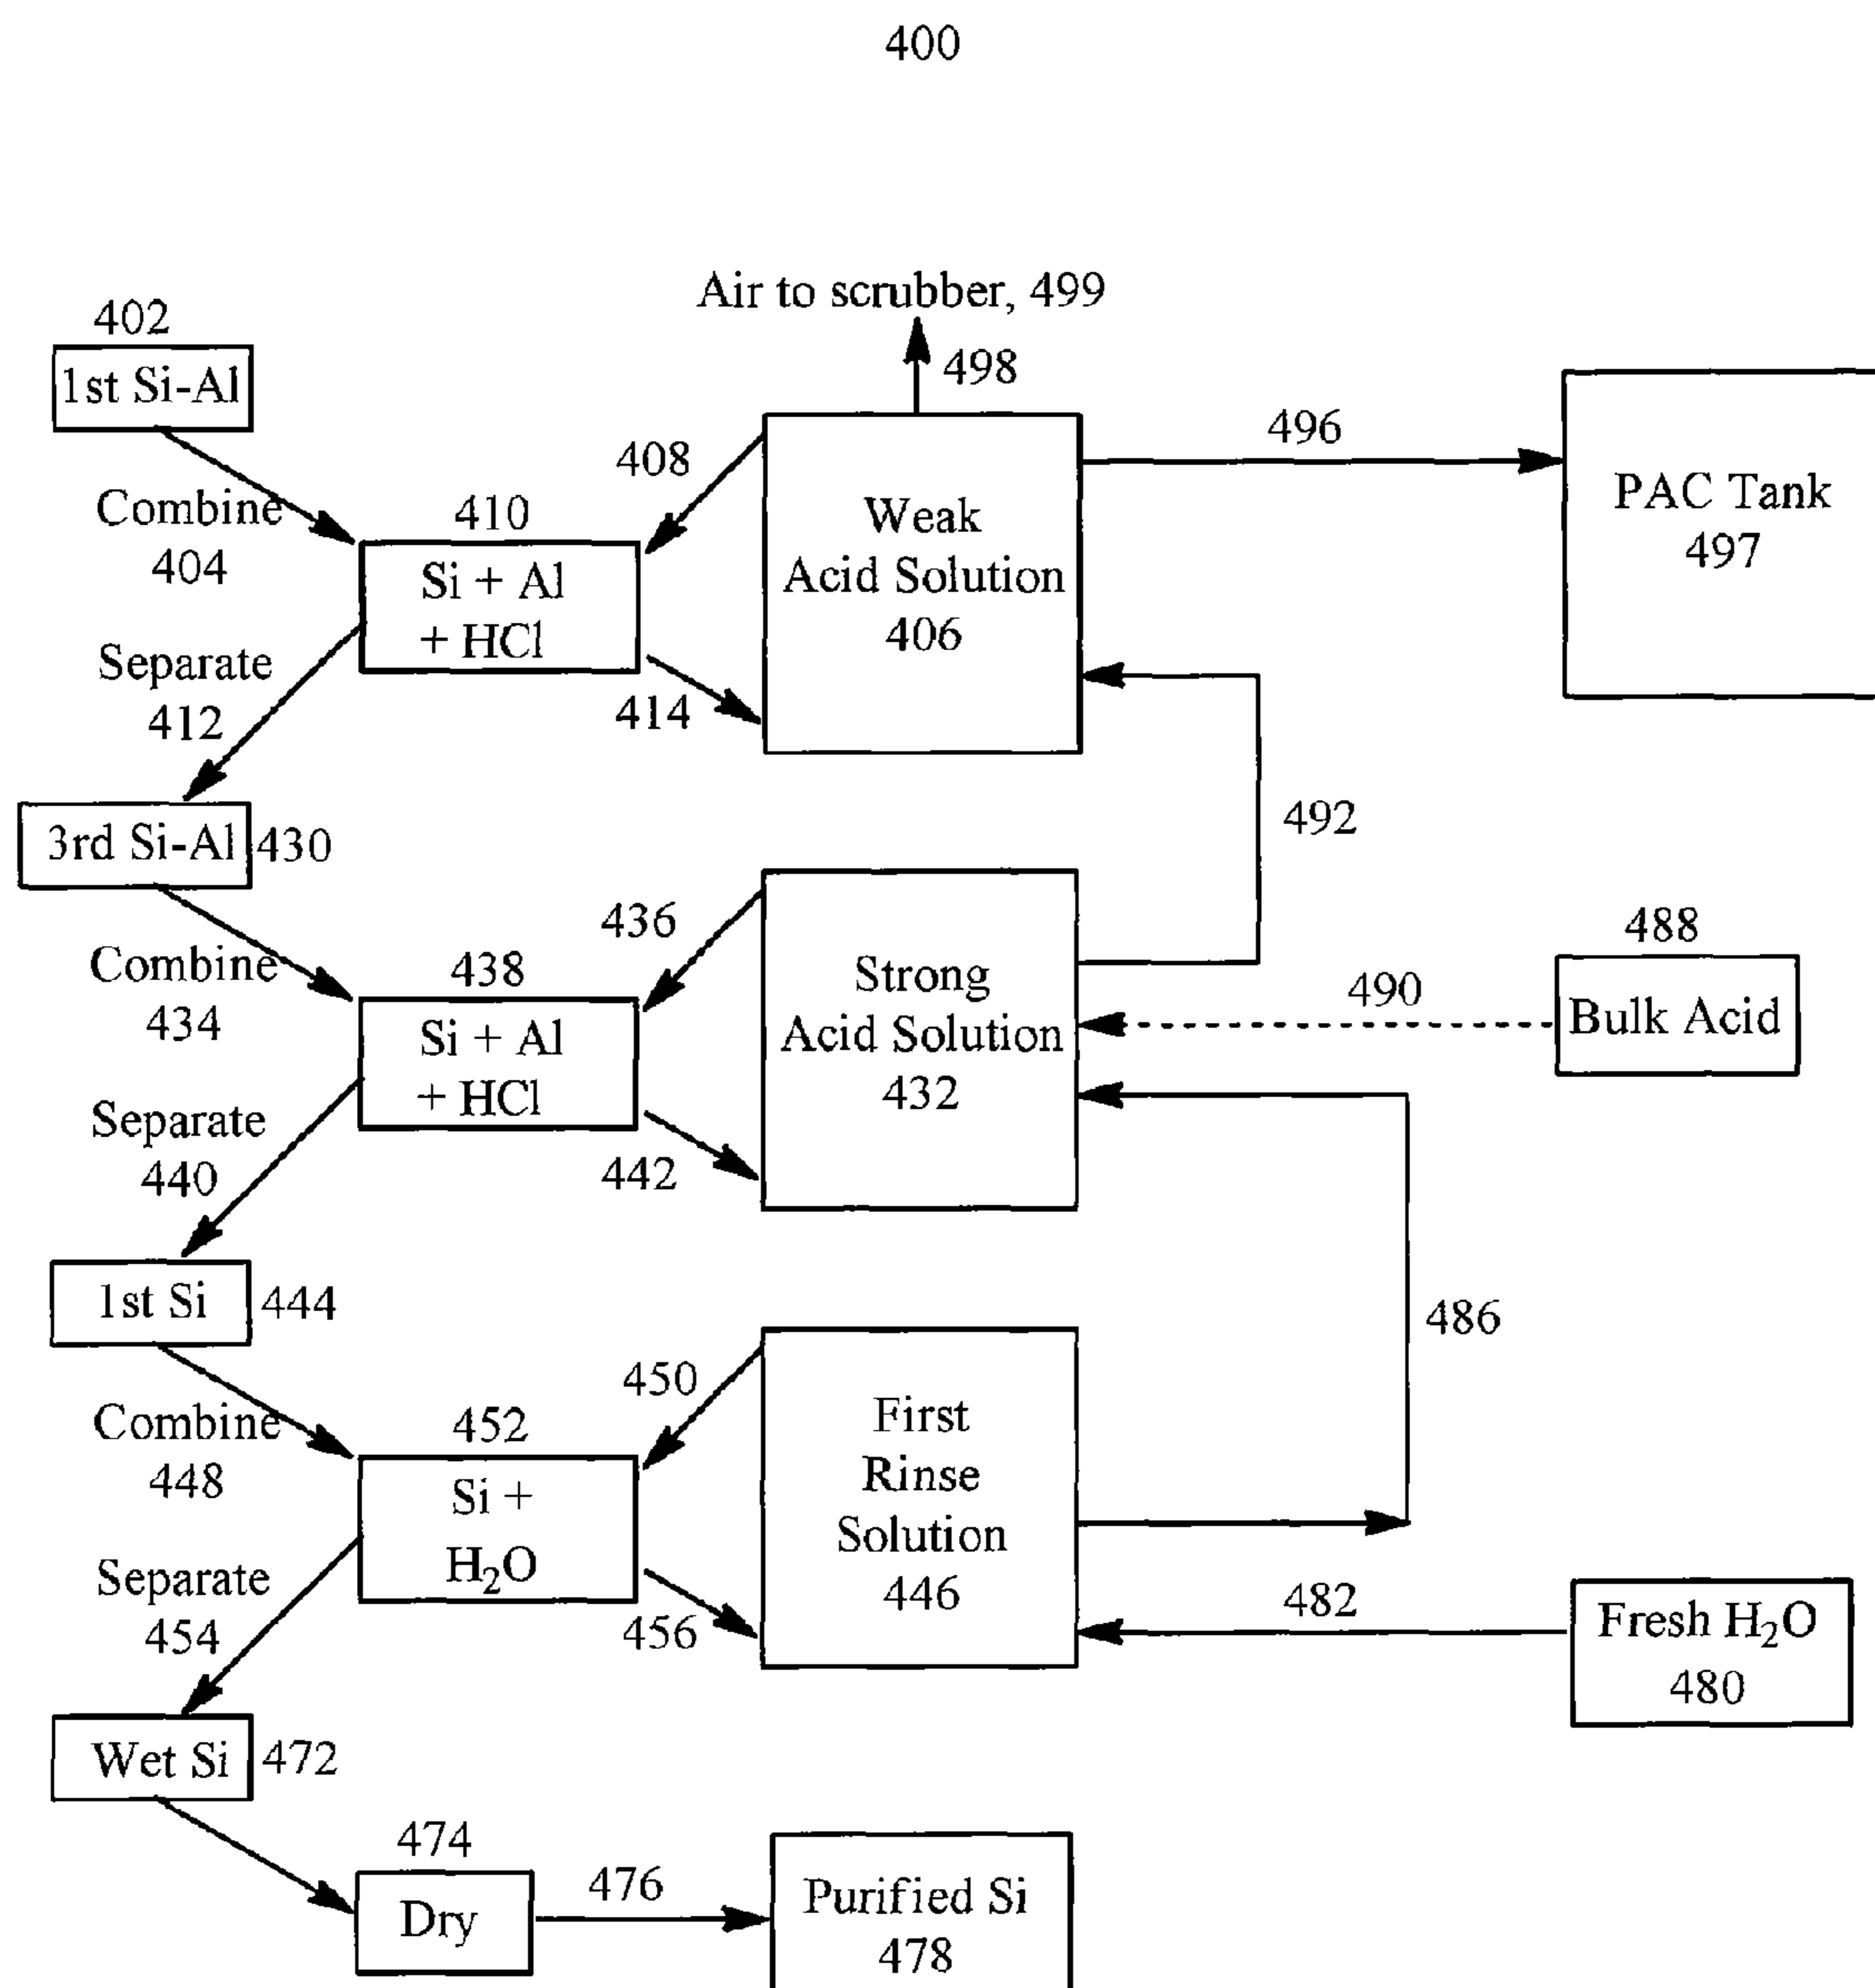 400
Air to scrubber, 499
498
402
1st Si-Al
Combine
404
408
410
Si + Al
+ HCl
Weak
Acid Solution
406
496
PAC Tank
497
Separate
412
414
3rd Si-Al
430
492
Combine
434
436
438
Si + Al
+ HCl
Strong
Acid Solution
432
490
488
Bulk Acid
Separate
440
442
1st Si
444
486
Combine
448
450
452
Si +
H₂O
First
Rinse
Solution
446
482
Fresh H₂O
480
Separate
454
456
Wet Si
472
474
Dry
476
Purified Si
478